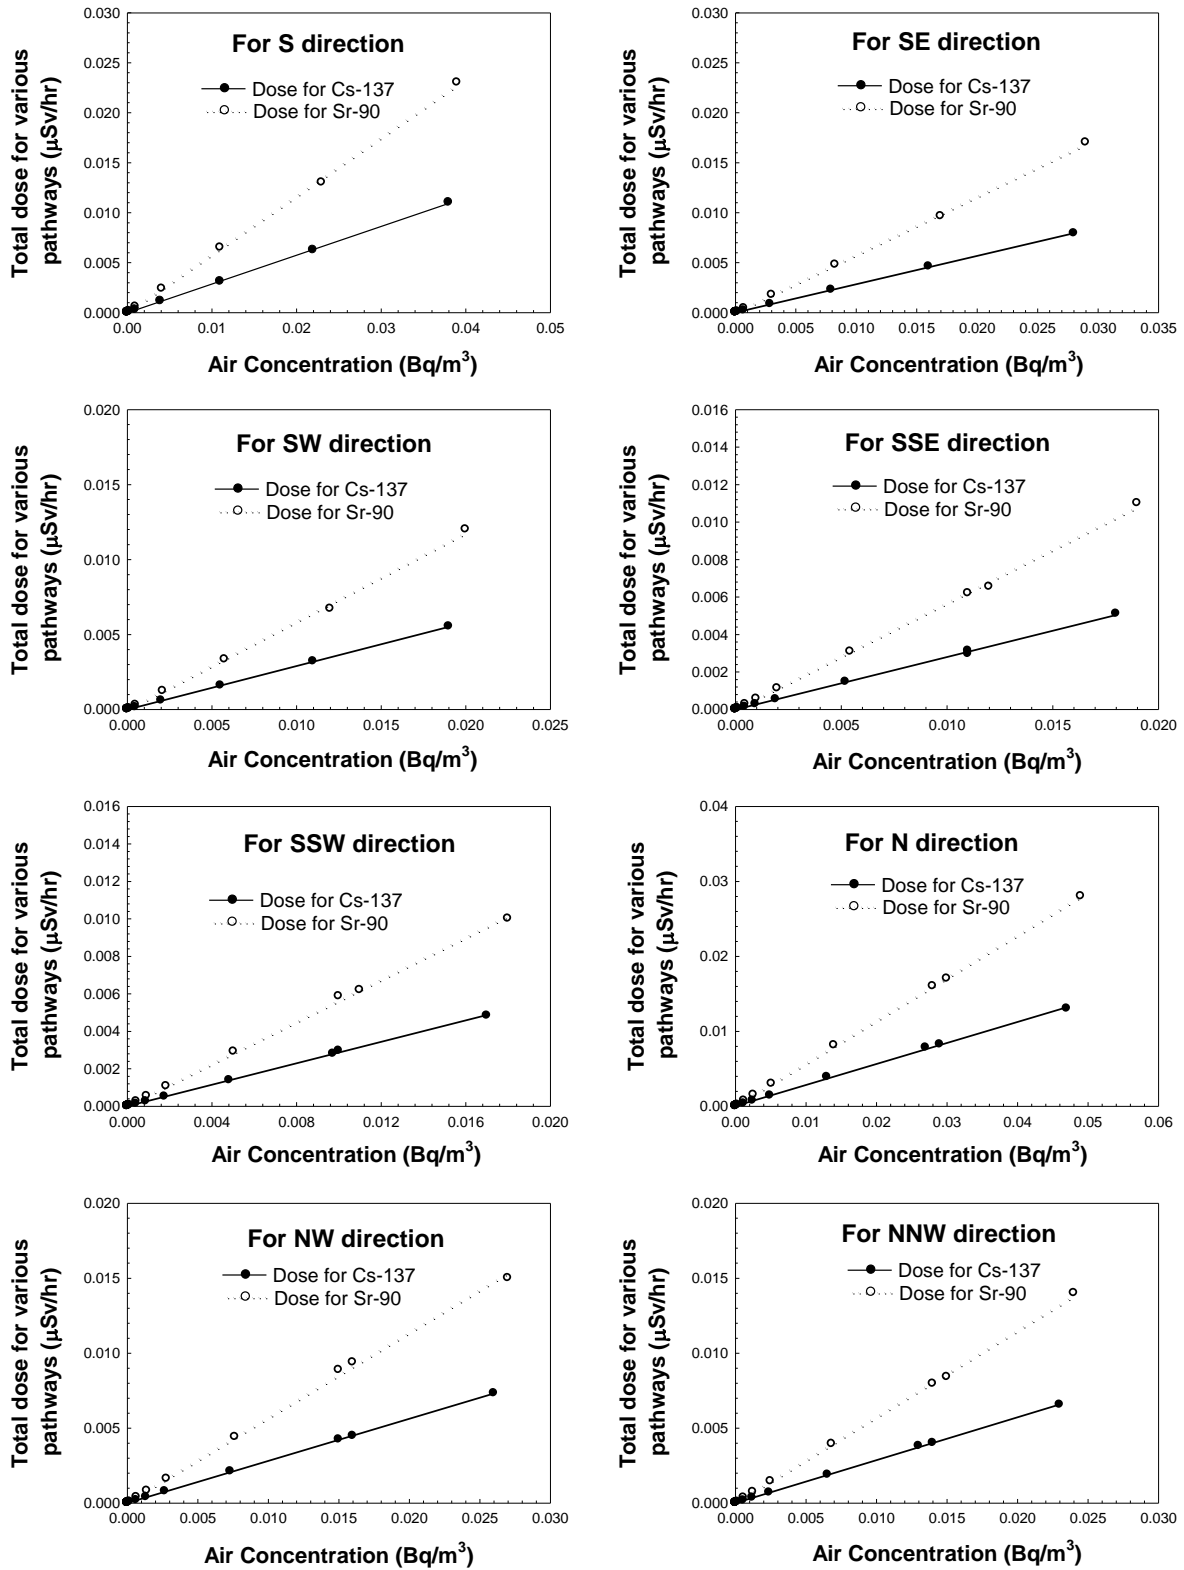 For S direction
Dose for Cs-137
Dose for Sr-90
Total dose for various
pathways (μSv/hr)
0.030
0.025
0.020
0.015
0.010
0.005
0.000
0.00 0.01 0.02 0.03 0.04 0.05
Air Concentration (Bq/m³)
For SE direction
Dose for Cs-137
Dose for Sr-90
Total dose for various
pathways (μSv/hr)
0.030
0.025
0.020
0.015
0.010
0.005
0.000
0.000 0.005 0.010 0.015 0.020 0.025 0.030 0.035
Air Concentration (Bq/m³)
For SW direction
Dose for Cs-137
Dose for Sr-90
Total dose for various
pathways (μSv/hr)
0.020
0.015
0.010
0.005
0.000
0.000 0.005 0.010 0.015 0.020 0.025
Air Concentration (Bq/m³)
For SSE direction
Dose for Cs-137
Dose for Sr-90
Total dose for various
pathways (μSv/hr)
0.016
0.014
0.012
0.010
0.008
0.006
0.004
0.002
0.000
0.000 0.005 0.010 0.015 0.020
Air Concentration (Bq/m³)
For SSW direction
Dose for Cs-137
Dose for Sr-90
Total dose for various
pathways (μSv/hr)
0.016
0.014
0.012
0.010
0.008
0.006
0.004
0.002
0.000
0.000 0.004 0.008 0.012 0.016 0.020
Air Concentration (Bq/m³)
For N direction
Dose for Cs-137
Dose for Sr-90
Total dose for various
pathways (μSv/hr)
0.04
0.03
0.02
0.01
0.00
0.00 0.01 0.02 0.03 0.04 0.05 0.06
Air Concentration (Bq/m³)
For NW direction
Dose for Cs-137
Dose for Sr-90
Total dose for various
pathways (μSv/hr)
0.020
0.015
0.010
0.005
0.000
0.000 0.005 0.010 0.015 0.020 0.025 0.030
Air Concentration (Bq/m³)
For NNW direction
Dose for Cs-137
Dose for Sr-90
Total dose for various
pathways (μSv/hr)
0.020
0.015
0.010
0.005
0.000
0.000 0.005 0.010 0.015 0.020 0.025 0.030
Air Concentration (Bq/m³)